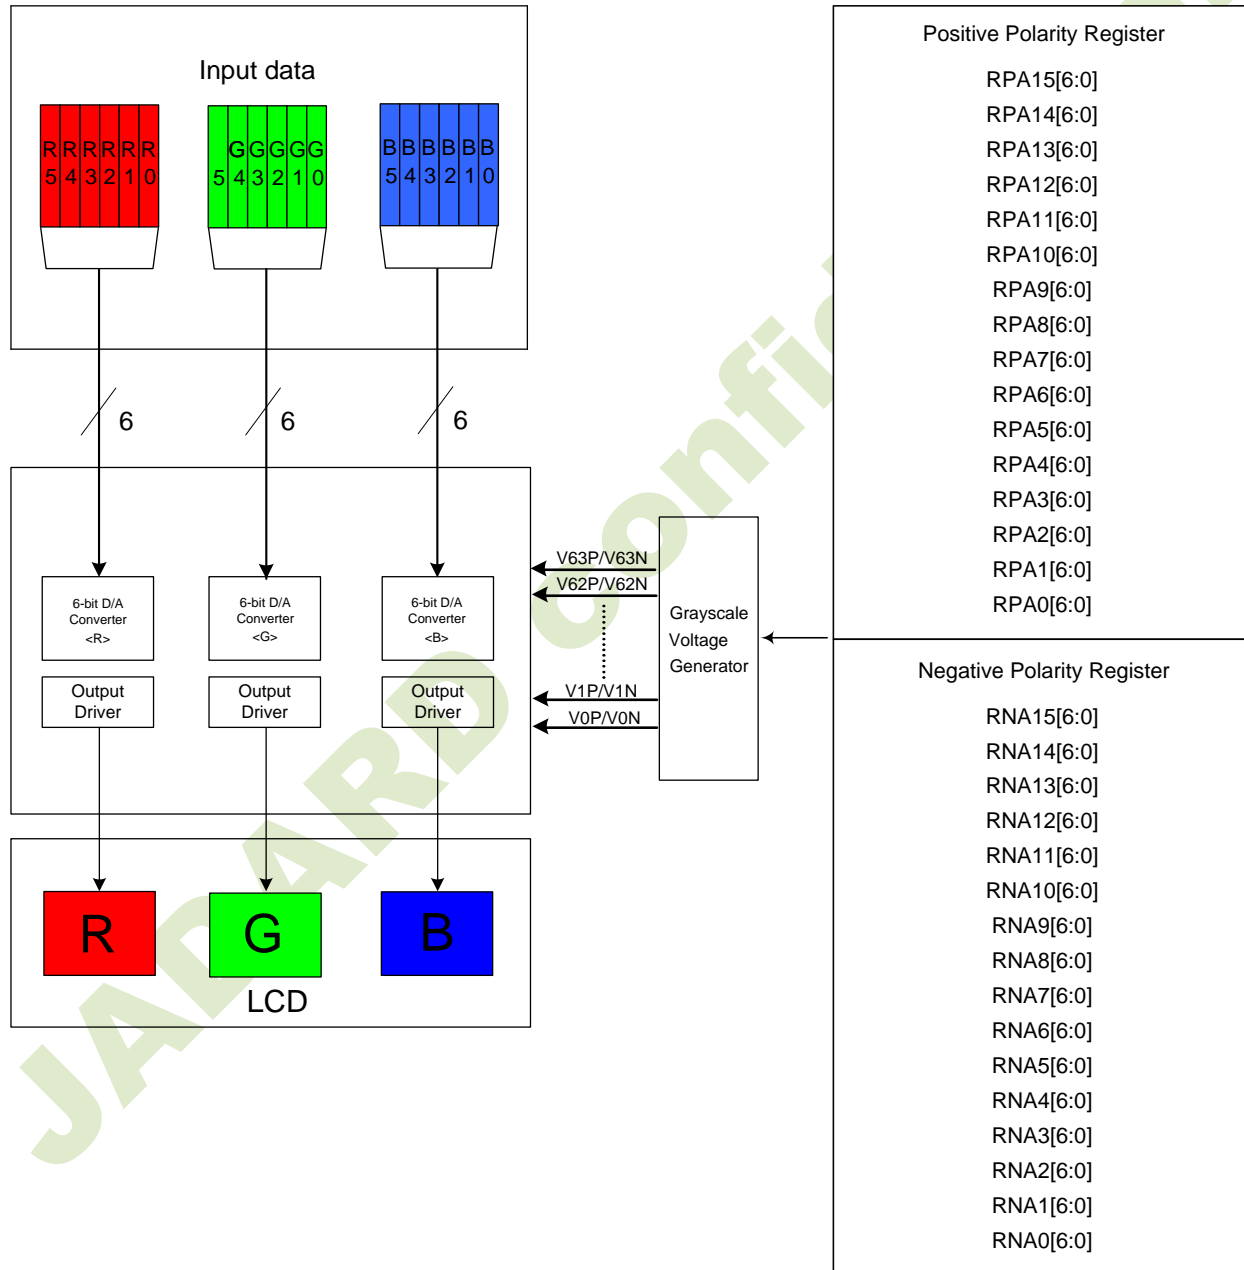 Input data
R R R R R R
5 4 3 2 1 0
G G G G G
5 4 3 2 1 0
B B B B B B
5 4 3 2 1 0
6
6
6
6-bit D/A
Converter
<R>
6-bit D/A
Converter
<G>
6-bit D/A
Converter
<B>
Output
Driver
Output
Driver
Output
Driver
R
G
B
LCD
V63P/V63N
V62P/V62N
V1P/V1N
V0P/V0N
Grayscale
Voltage
Generator
Positive Polarity Register
RPA15[6:0]
RPA14[6:0]
RPA13[6:0]
RPA12[6:0]
RPA11[6:0]
RPA10[6:0]
RPA9[6:0]
RPA8[6:0]
RPA7[6:0]
RPA6[6:0]
RPA5[6:0]
RPA4[6:0]
RPA3[6:0]
RPA2[6:0]
RPA1[6:0]
RPA0[6:0]
Negative Polarity Register
RNA15[6:0]
RNA14[6:0]
RNA13[6:0]
RNA12[6:0]
RNA11[6:0]
RNA10[6:0]
RNA9[6:0]
RNA8[6:0]
RNA7[6:0]
RNA6[6:0]
RNA5[6:0]
RNA4[6:0]
RNA3[6:0]
RNA2[6:0]
RNA1[6:0]
RNA0[6:0]
JADARD confi